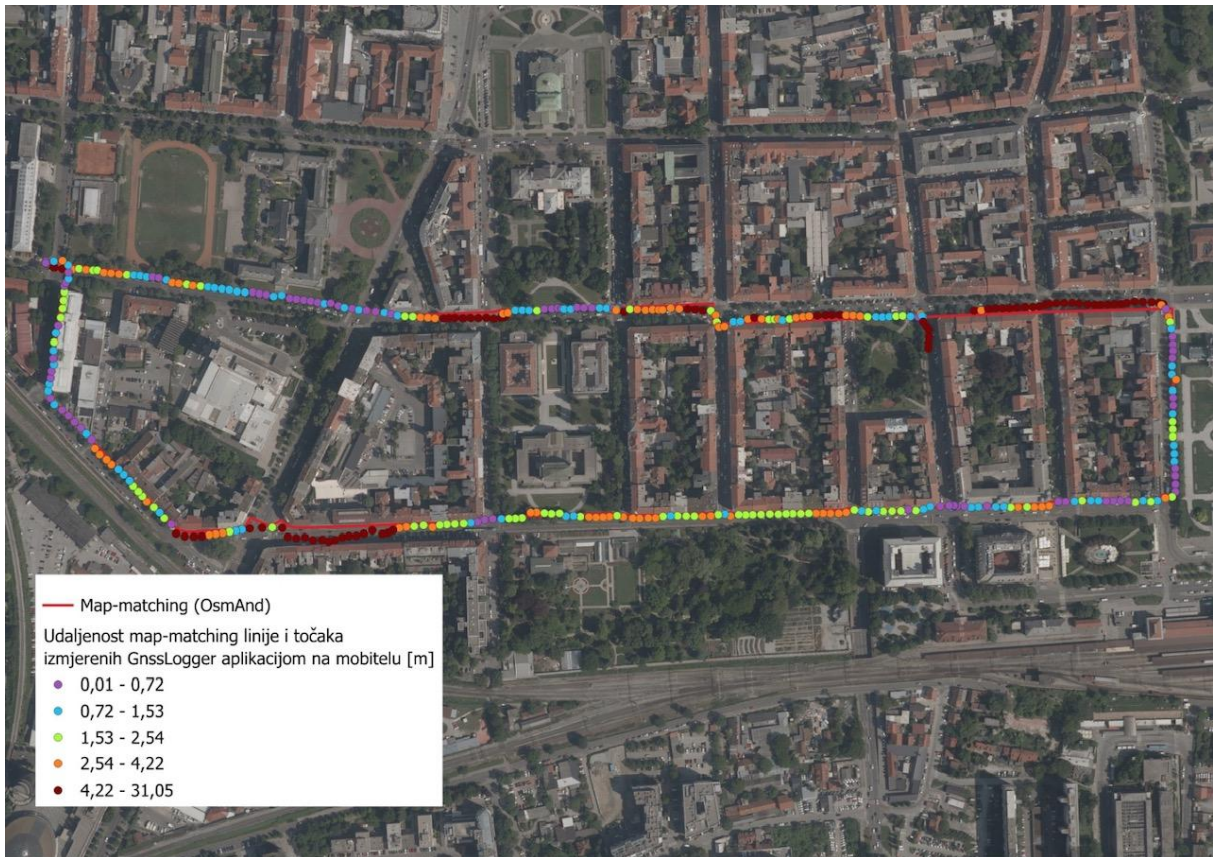 Map-matching (OsmAnd)
Udaljenost map-matching linije i točaka
izmjerenih GnssLogger aplikacijom na mobitelu [m]
0,01 - 0,72
0,72 - 1,53
1,53 - 2,54
2,54 - 4,22
4,22 - 31,05